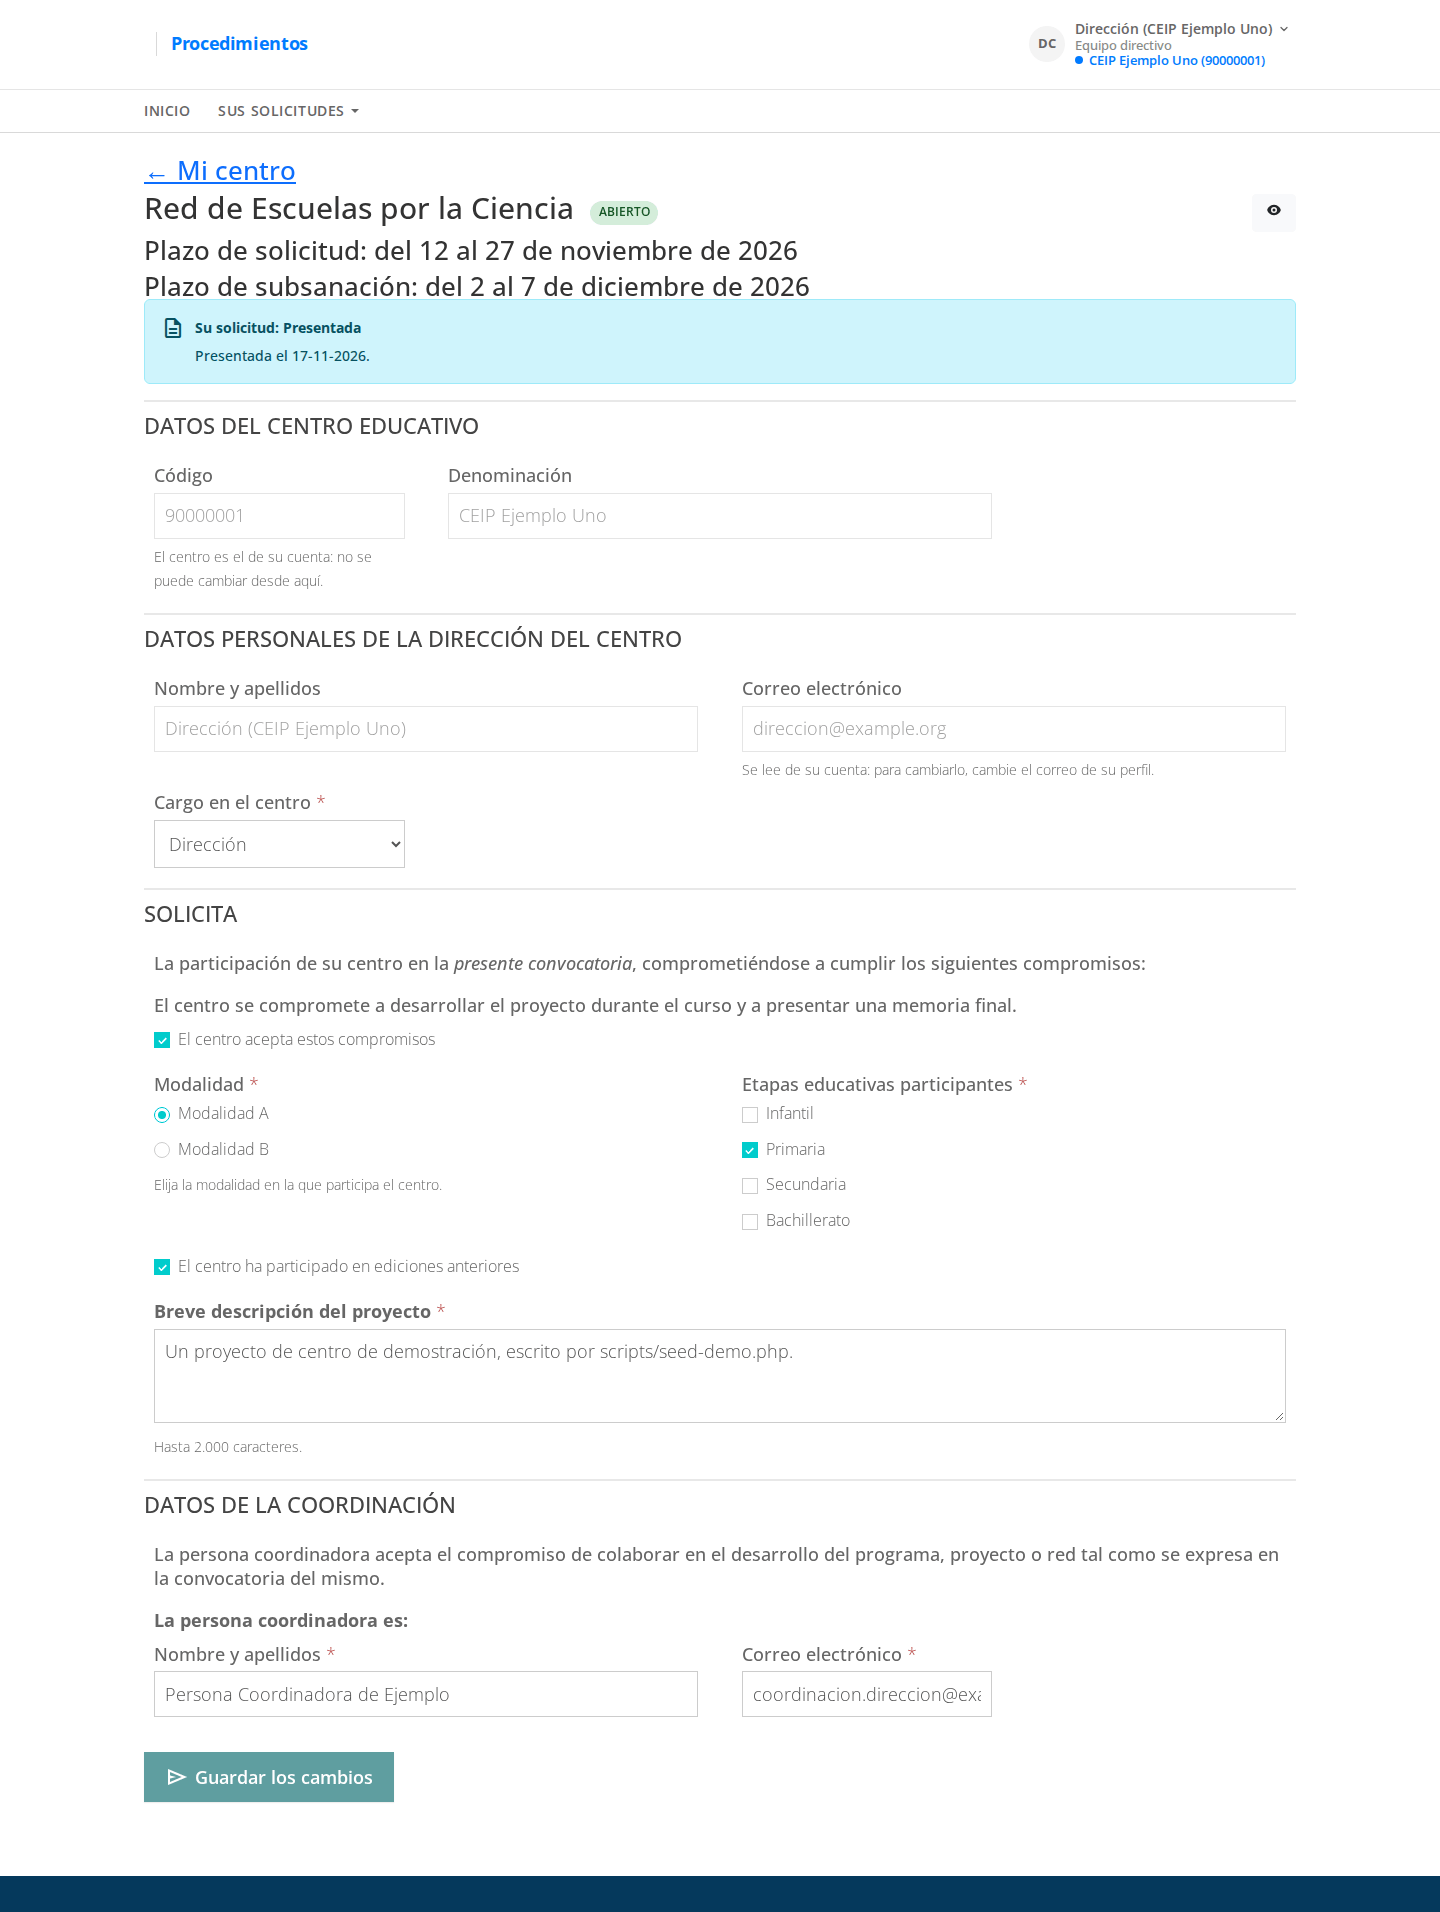 Procedimientos
DC
Dirección (CEIP Ejemplo Uno)
Equipo directivo
CEIP Ejemplo Uno (90000001)
INICIO
SUS SOLICITUDES
← Mi centro
Red de Escuelas por la Ciencia
ABIERTO
Plazo de solicitud: del 12 al 27 de noviembre de 2026
Plazo de subsanación: del 2 al 7 de diciembre de 2026
Su solicitud: Presentada
Presentada el 17-11-2026.
DATOS DEL CENTRO EDUCATIVO
Código
Denominación
90000001
CEIP Ejemplo Uno
El centro es el de su cuenta: no se
puede cambiar desde aquí.
DATOS PERSONALES DE LA DIRECCIÓN DEL CENTRO
Nombre y apellidos
Correo electrónico
Dirección (CEIP Ejemplo Uno)
direccion@example.org
Se lee de su cuenta: para cambiarlo, cambie el correo de su perfil.
Cargo en el centro *
Dirección
SOLICITA
La participación de su centro en la presente convocatoria, comprometiéndose a cumplir los siguientes compromisos:
El centro se compromete a desarrollar el proyecto durante el curso y a presentar una memoria final.
El centro acepta estos compromisos
Modalidad *
Modalidad A
Modalidad B
Elija la modalidad en la que participa el centro.
Etapas educativas participantes *
Infantil
Primaria
Secundaria
Bachillerato
El centro ha participado en ediciones anteriores
Breve descripción del proyecto *
Un proyecto de centro de demostración, escrito por scripts/seed-demo.php.
Hasta 2.000 caracteres.
DATOS DE LA COORDINACIÓN
La persona coordinadora acepta el compromiso de colaborar en el desarrollo del programa, proyecto o red tal como se expresa en
la convocatoria del mismo.
La persona coordinadora es:
Nombre y apellidos *
Correo electrónico *
Persona Coordinadora de Ejemplo
coordinacion.direccion@exa
Guardar los cambios